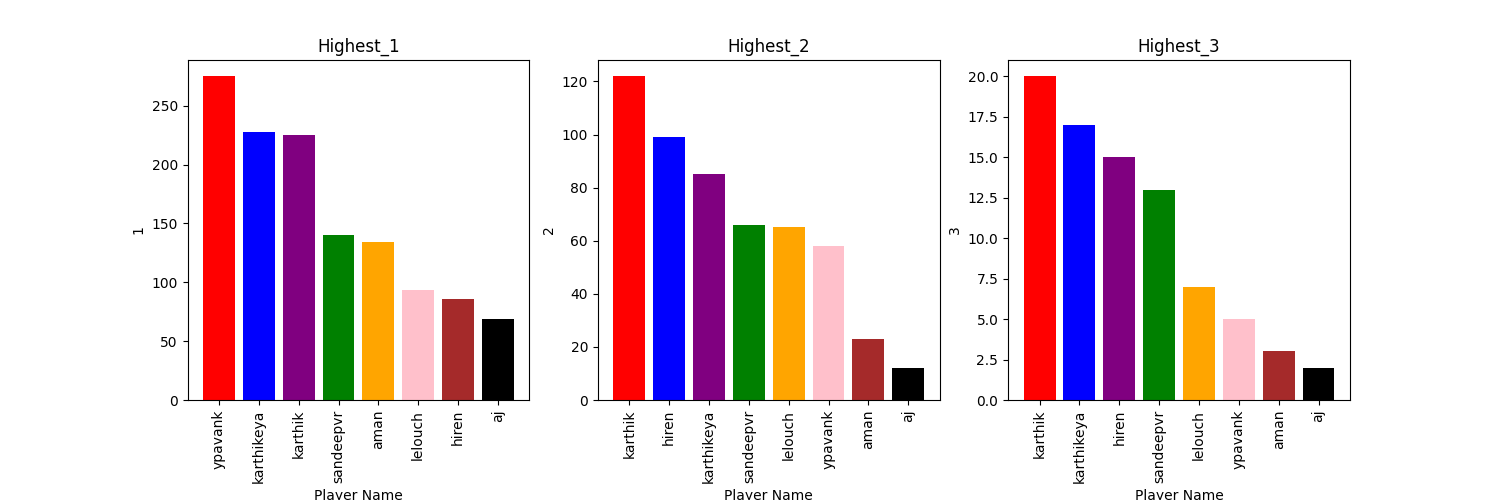 Highest_1
250
200
150
100
50
0
1
ypavank
karthikeya
karthik
sandeepvr
aman
lelouch
hiren
aj
Player Name
Highest_2
120
100
80
60
40
20
0
2
karthik
hiren
karthikeya
sandeepvr
lelouch
ypavank
aman
aj
Player Name
Highest_3
20.0
17.5
15.0
12.5
10.0
7.5
5.0
2.5
0.0
3
karthik
karthikeya
hiren
sandeepvr
lelouch
ypavank
aman
aj
Player Name